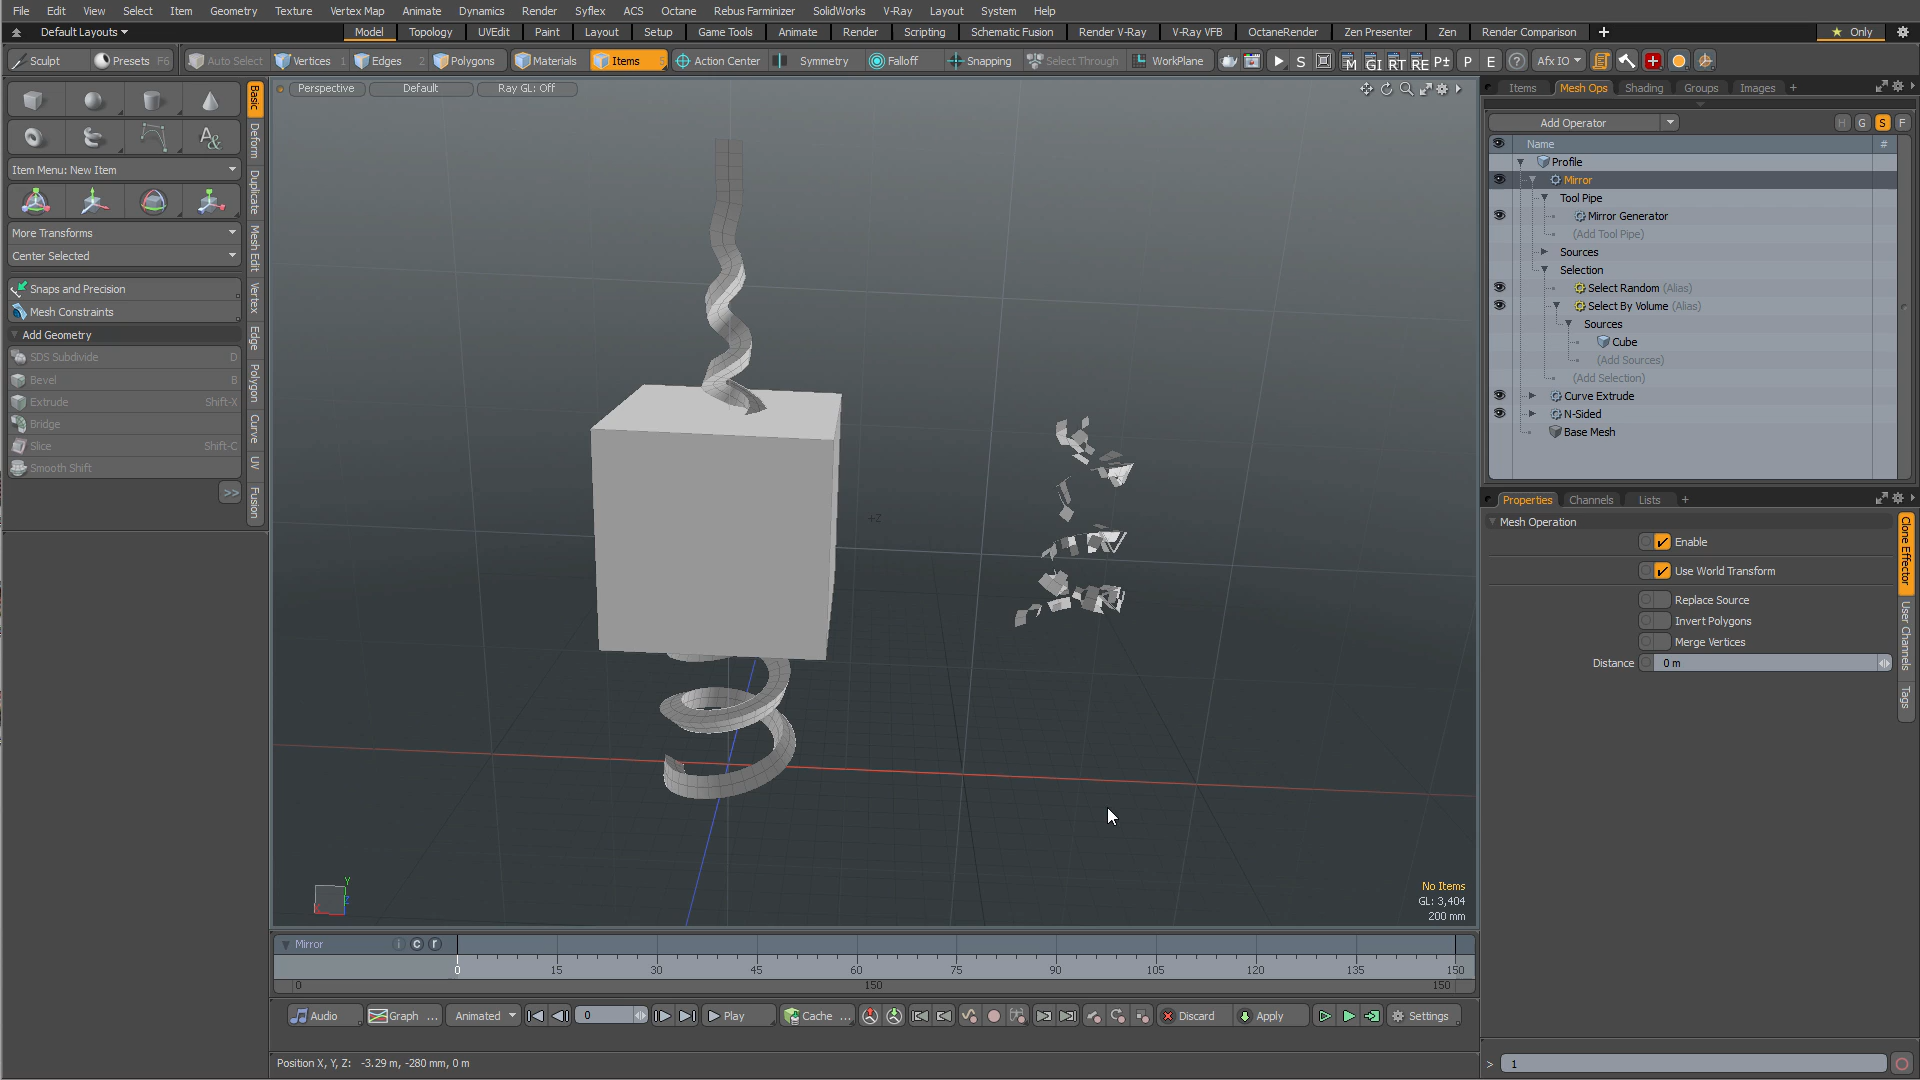 File Edit View Select Item Geometry Texture Vertex Map Animate Dynamics Render Syflex ACS Octane Rebus Farminizer SolidWorks V-Ray Layout System Help
Default Layouts Model Topology UVEdit Paint Layout Setup Game Tools Animate Render Scripting Schematic Fusion Render V-Ray V-Ray VFB OctaneRender Zen Presenter Zen Render Comparison + Only
Sculpt Presets F6 Auto Select Vertices 1 Edges 2 Polygons Materials Items 5 Action Center Symmetry Falloff Snapping Select Through WorkPlane S M GI RT RE P± P E ? Afx IO
Perspective Default Ray GL: Off
Items Mesh Ops Shading Groups Images +
Add Operator H G S F
Name #
Profile
Mirror
Tool Pipe
Mirror Generator
(Add Tool Pipe)
Sources
Selection
Select Random (Alias)
Select By Volume (Alias)
Sources
Cube
(Add Sources)
(Add Selection)
Curve Extrude
N-Sided
Base Mesh
Item Menu: New Item
More Transforms
Center Selected
Snaps and Precision
Mesh Constraints
Add Geometry
SDS Subdivide D
Bevel B
Extrude Shift-X
Bridge
Slice Shift-C
Smooth Shift
>>
Basic
Deform
Duplicate
Mesh Edit
Vertex
Edge
Polygon
Curve
UV
Fusion
+Z
Properties Channels Lists +
Mesh Operation
Enable
Use World Transform
Replace Source
Invert Polygons
Merge Vertices
Distance 0 m
Clone Effector
User Channels
Tags
Y
Z
X
No Items
GL: 3,404
200 mm
Mirror i c r
0 15 30 45 60 75 90 105 120 135 150
0 150 150
Audio Graph ... Animated 0 Play Cache ... Discard Apply Settings
Position X, Y, Z: -3.29 m, -280 mm, 0 m
> 1